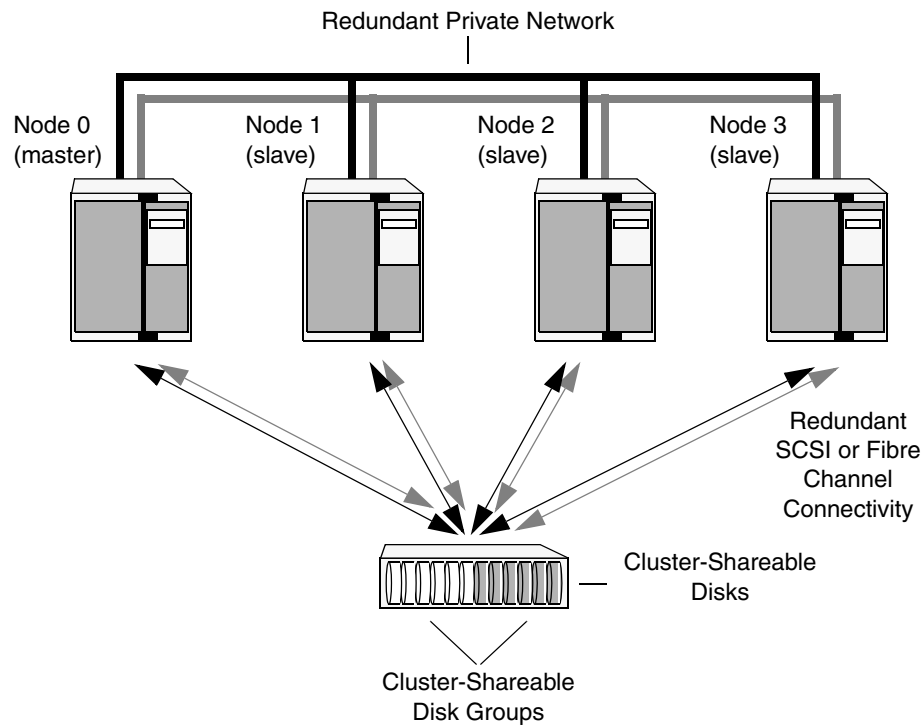 Redundant Private Network
Node 0
(master)
Node 1
(slave)
Node 2
(slave)
Node 3
(slave)
Redundant
SCSI or Fibre
Channel
Connectivity
Cluster-Shareable
Disks
Cluster-Shareable
Disk Groups